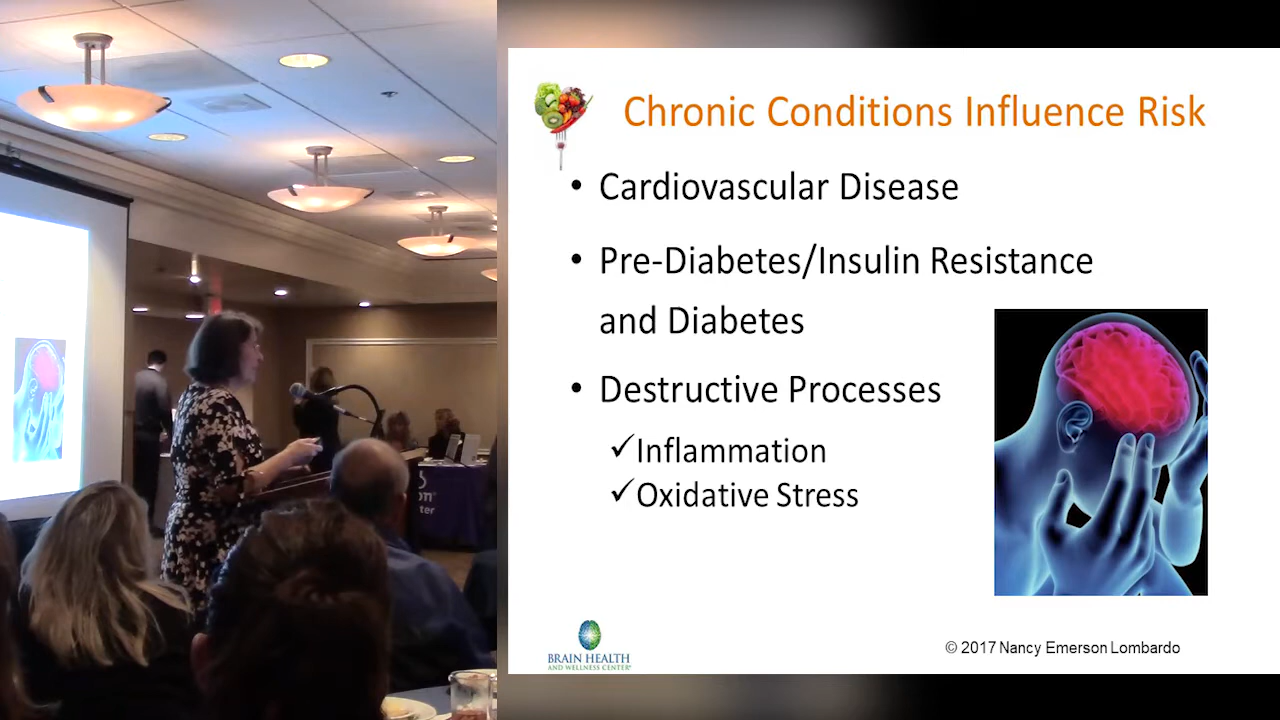 Chronic Conditions Influence Risk
• Cardiovascular Disease
• Pre-Diabetes/Insulin Resistance
and Diabetes
• Destructive Processes
✓Inflammation
✓Oxidative Stress
BRAIN HEALTH
AND WELLNESS CENTER®
© 2017 Nancy Emerson Lombardo